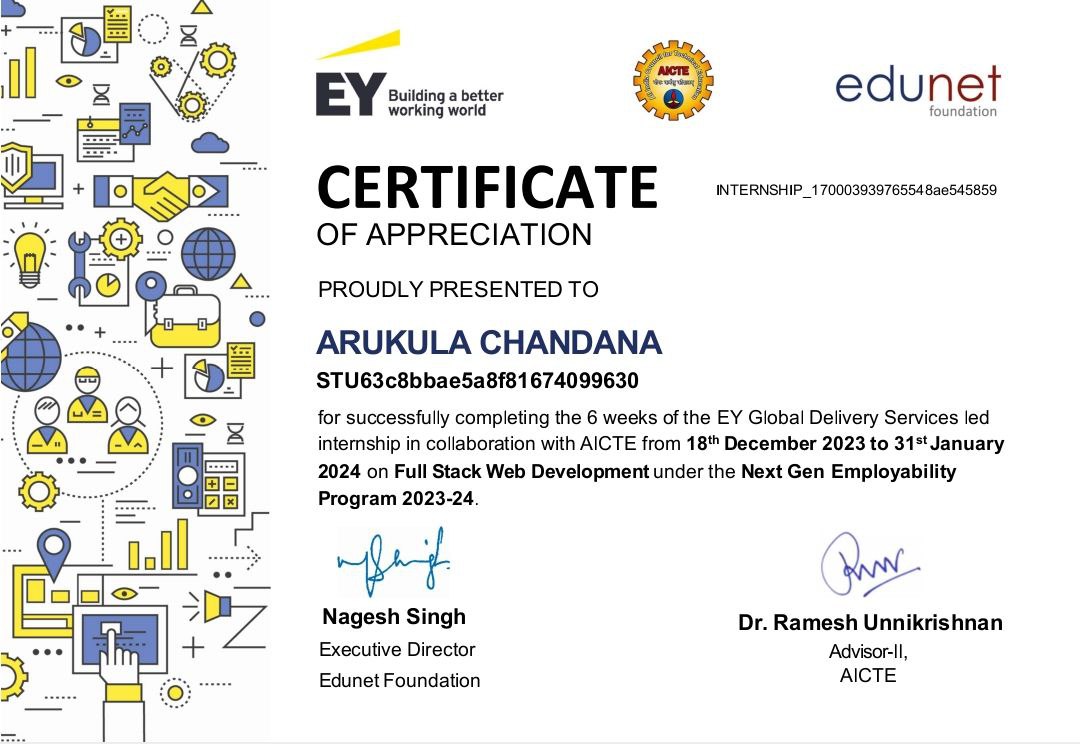 EY Building a better
working world
AICTE
edunet
foundation
CERTIFICATE
INTERNSHIP_170003939765548ae545859
OF APPRECIATION
PROUDLY PRESENTED TO
ARUKULA CHANDANA
STU63c8bbae5a8f81674099630
for successfully completing the 6 weeks of the EY Global Delivery Services led
internship in collaboration with AICTE from 18th December 2023 to 31st January
2024 on Full Stack Web Development under the Next Gen Employability
Program 2023-24.
Nagesh Singh
Executive Director
Edunet Foundation
Dr. Ramesh Unnikrishnan
Advisor-II,
AICTE